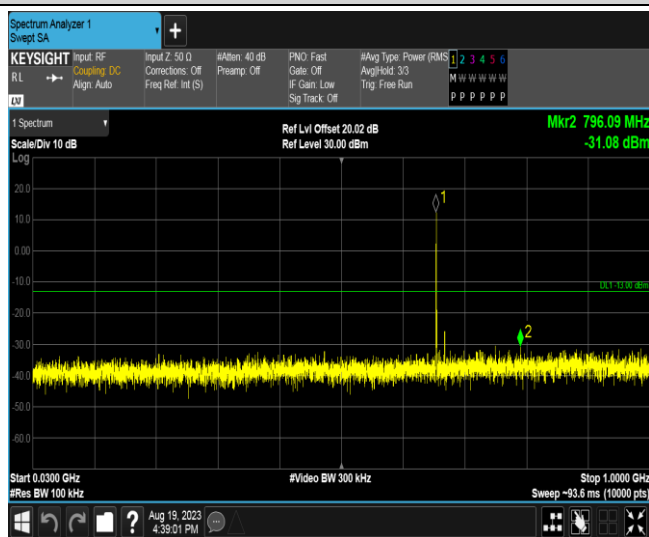 Spectrum Analyzer 1
Swept SA
+
KEYSIGHT
RL
LXI
Input: RF
Coupling: DC
Align: Auto
Input Z: 50 Ω
Corrections: Off
Freq Ref: Int (S)
#Atten: 40 dB
Preamp: Off
PNO: Fast
Gate: Off
IF Gain: Low
Sig Track: Off
#Avg Type: Power (RMS
Avg|Hold: 3/3
Trig: Free Run
1 2 3 4 5 6
M W W W W W
P P P P P P
1 Spectrum
Scale/Div 10 dB
Log
Ref Lvl Offset 20.02 dB
Ref Level 30.00 dBm
Mkr2 796.09 MHz
-31.08 dBm
20.0
10.0
0.00
-10.0
-20.0
-30.0
-40.0
-50.0
-60.0
1
DL1 -13.00 dBm
2
Start 0.0300 GHz
#Res BW 100 kHz
#Video BW 300 kHz
Stop 1.0000 GHz
Sweep ~93.6 ms (10000 pts)
?
Aug 19, 2023
4:39:01 PM